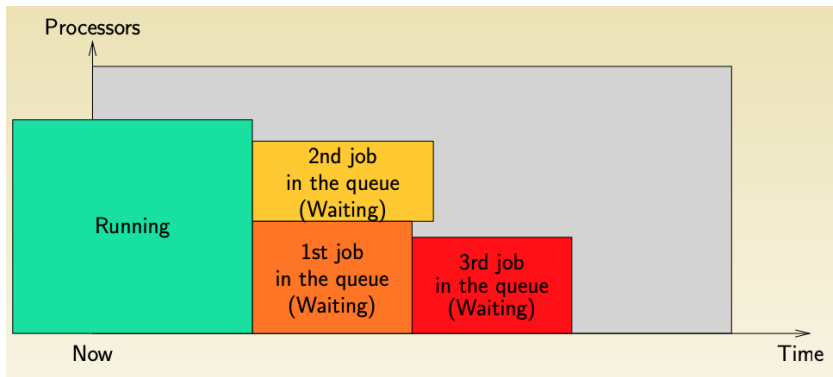 Processors
2nd job
in the queue
(Waiting)
Running
1st job
in the queue
(Waiting)
3rd job
in the queue
(Waiting)
Now
Time